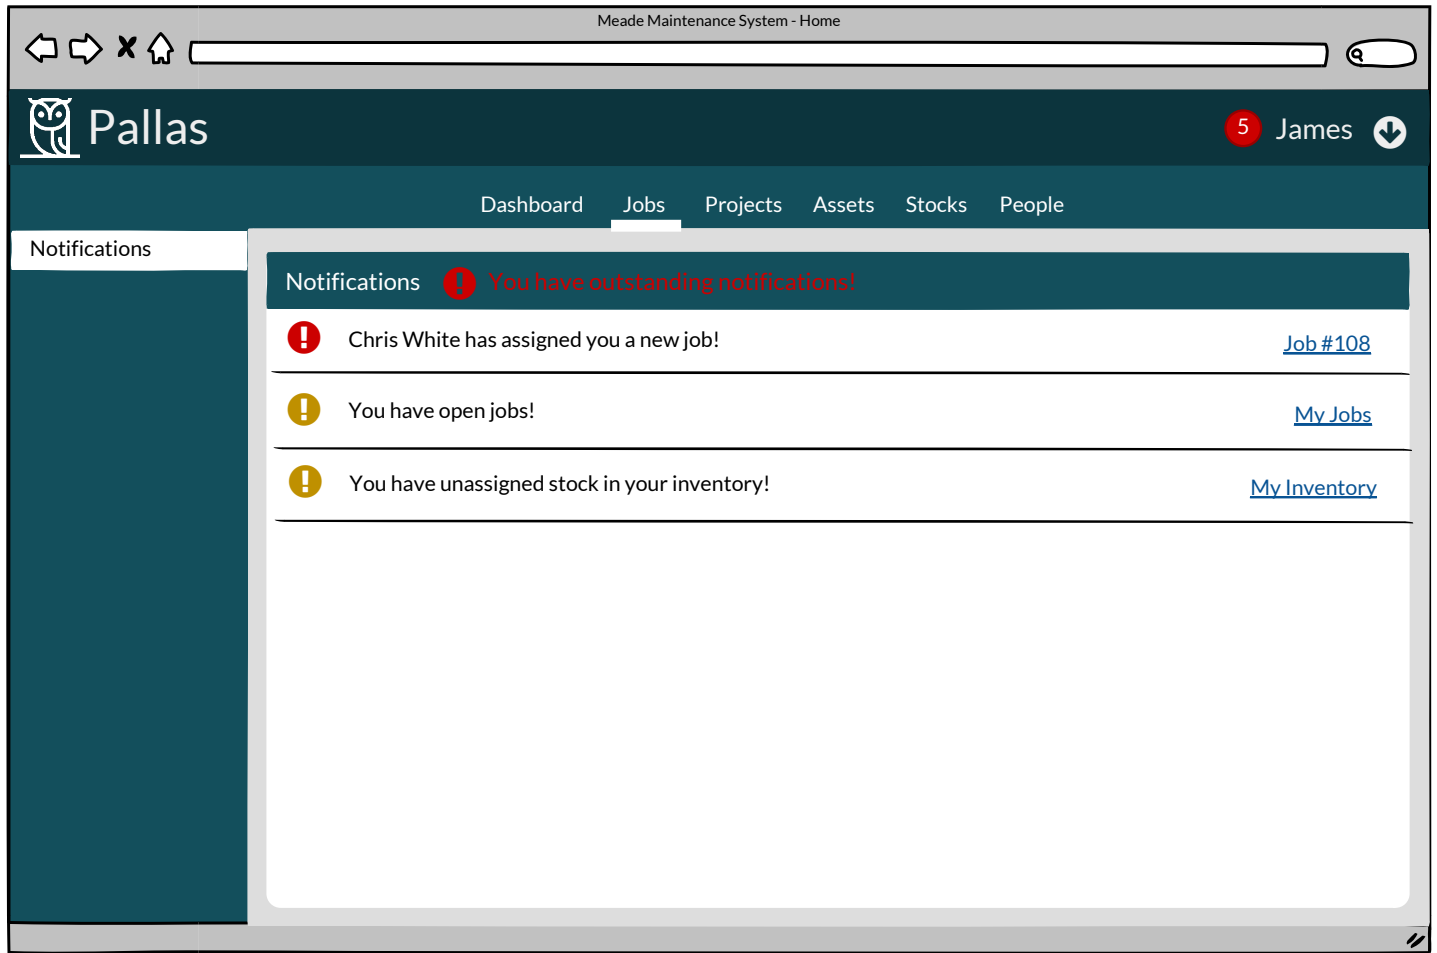 Meade Maintenance System - Home
Pallas
5 James
Dashboard Jobs Projects Assets Stocks People
Notifications
Notifications You have outstanding notifications!
Chris White has assigned you a new job! Job #108
You have open jobs! My Jobs
You have unassigned stock in your inventory! My Inventory